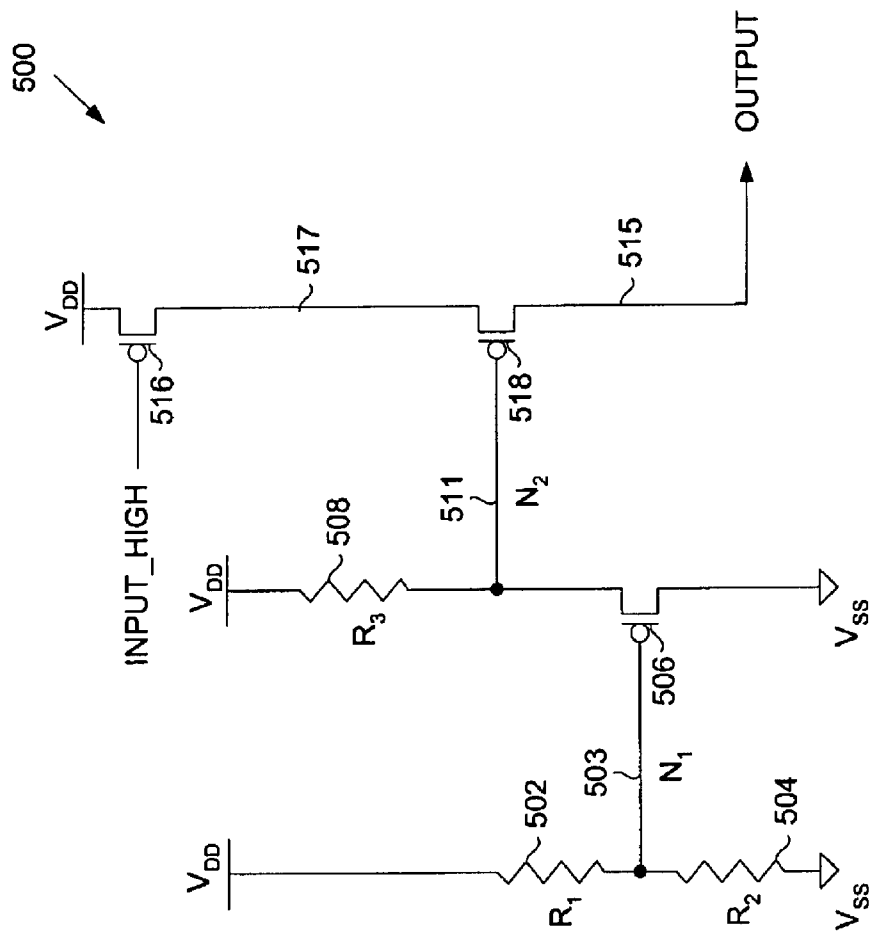 500
V_DD
INPUT_HIGH
516
517
V_DD
508
R_3
511
N_2
518
515
OUTPUT
V_DD
502
R_1
503
N_1
506
504
R_2
V_SS
V_SS